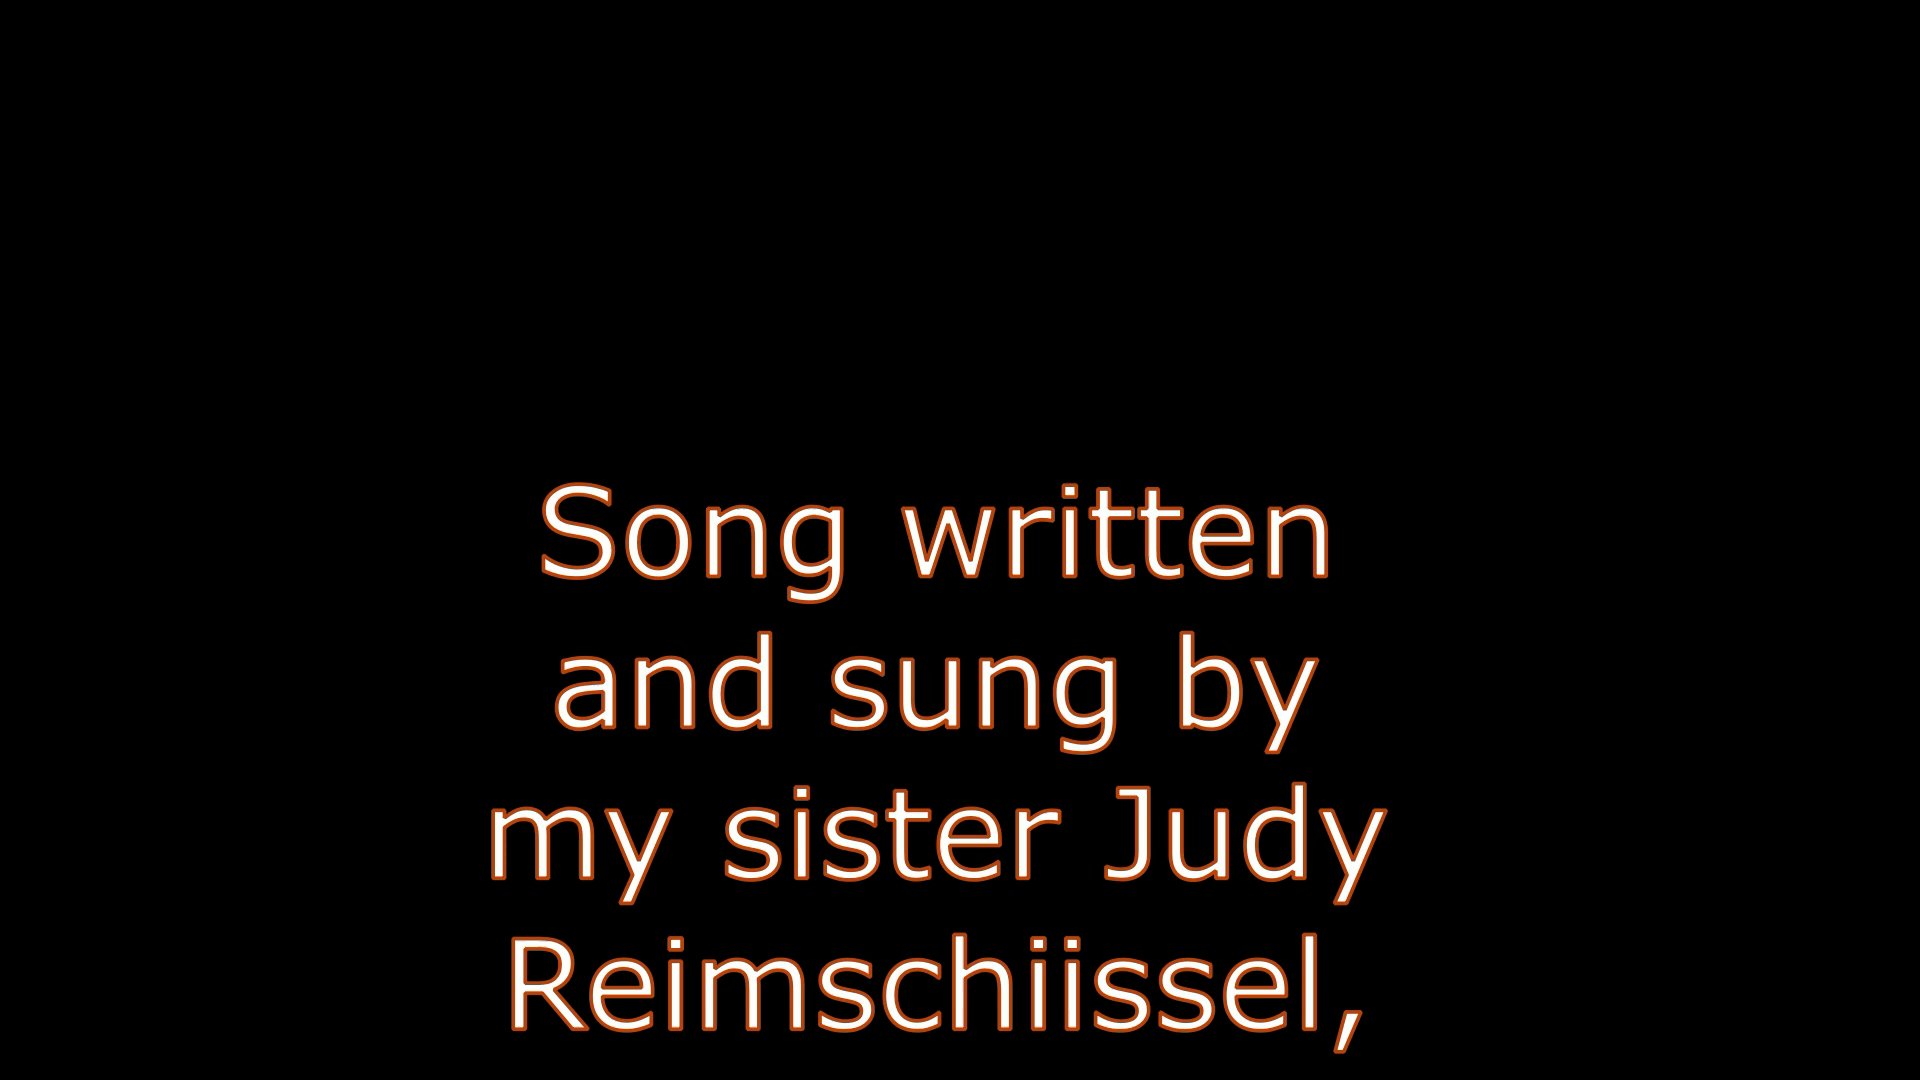 Song written
and sung by
my sister Judy
Reimschiissel,